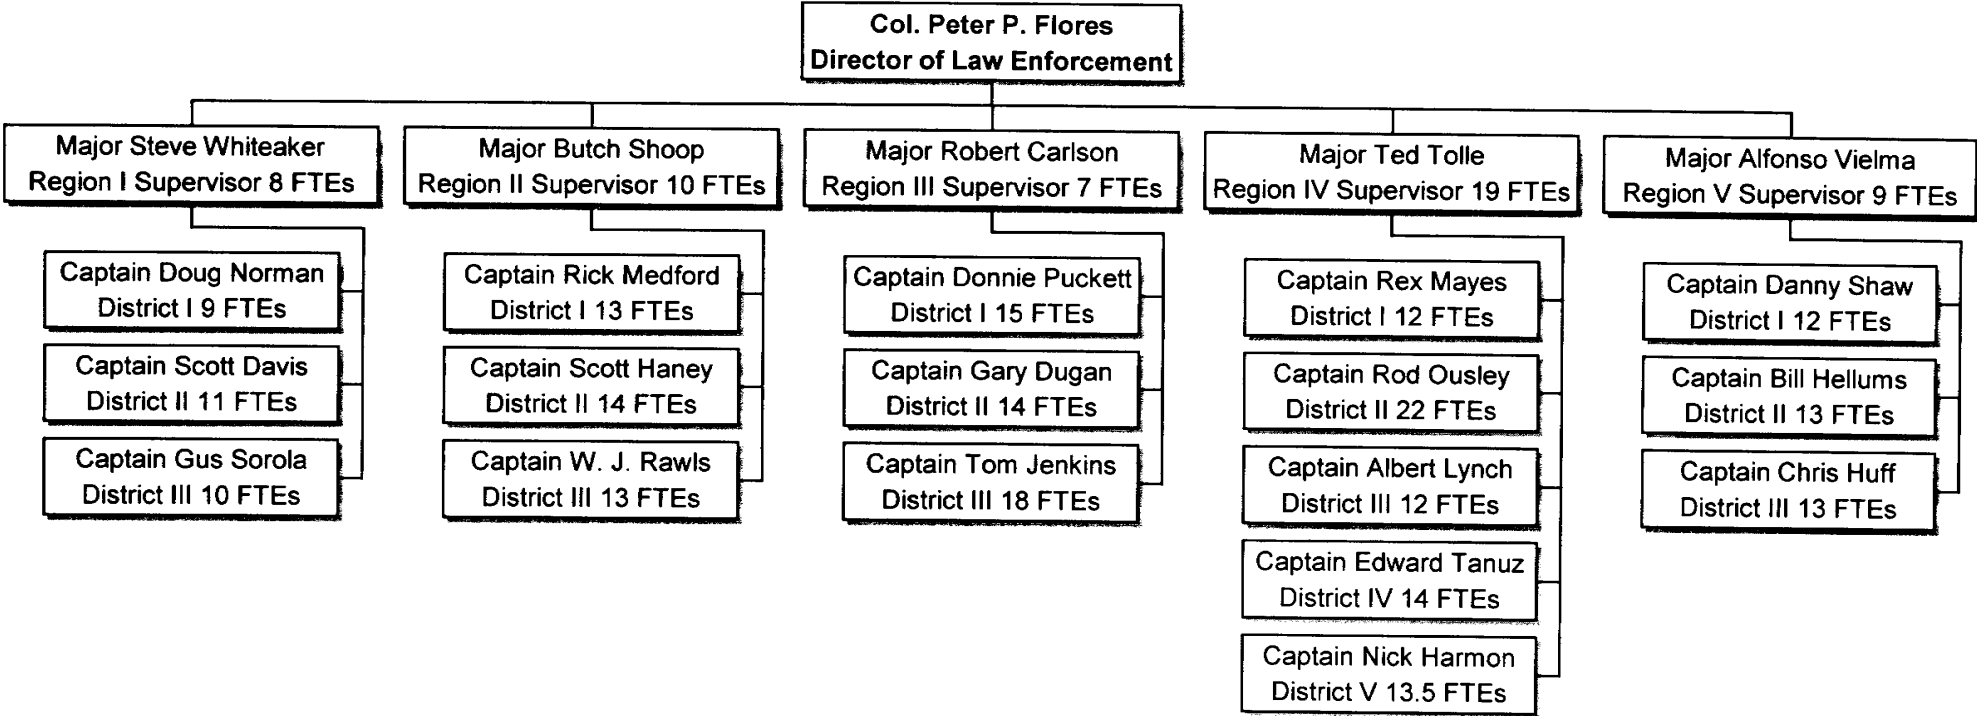 Col. Peter P. Flores
Director of Law Enforcement
Major Steve Whiteaker
Region I Supervisor 8 FTEs
Captain Doug Norman
District I 9 FTEs
Captain Scott Davis
District II 11 FTEs
Captain Gus Sorola
District III 10 FTEs
Major Butch Shoop
Region II Supervisor 10 FTEs
Captain Rick Medford
District I 13 FTEs
Captain Scott Haney
District II 14 FTEs
Captain W. J. Rawls
District III 13 FTEs
Major Robert Carlson
Region III Supervisor 7 FTEs
Captain Donnie Puckett
District I 15 FTEs
Captain Gary Dugan
District II 14 FTEs
Captain Tom Jenkins
District III 18 FTEs
Major Ted Tolle
Region IV Supervisor 19 FTEs
Captain Rex Mayes
District I 12 FTEs
Captain Rod Ousley
District II 22 FTEs
Captain Albert Lynch
District III 12 FTEs
Captain Edward Tanuz
District IV 14 FTEs
Captain Nick Harmon
District V 13.5 FTEs
Major Alfonso Vielma
Region V Supervisor 9 FTEs
Captain Danny Shaw
District I 12 FTEs
Captain Bill Hellums
District II 13 FTEs
Captain Chris Huff
District III 13 FTEs